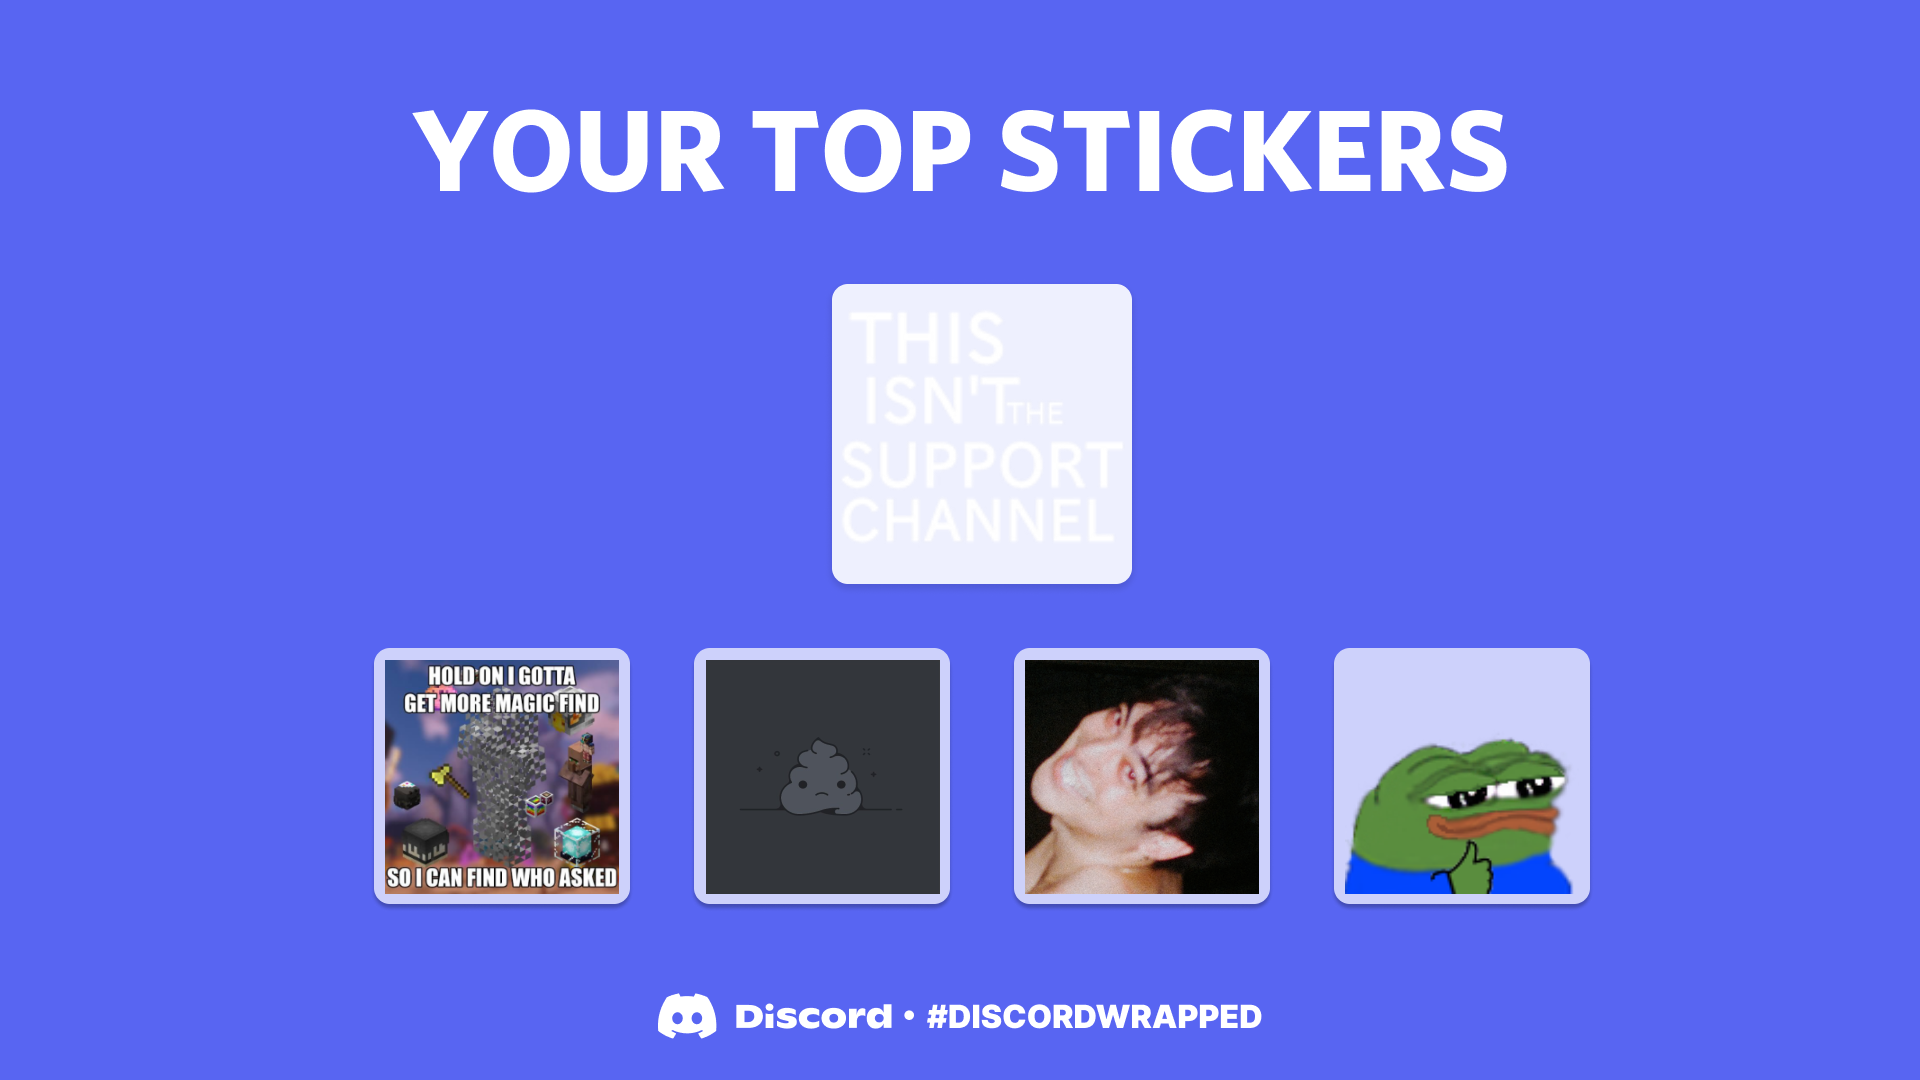 YOUR TOP STICKERS
THIS
ISN'T THE
SUPPORT
CHANNEL
HOLD ON I GOTTA
GET MORE MAGIC FIND
SO I CAN FIND WHO ASKED
Discord • #DISCORDWRAPPED